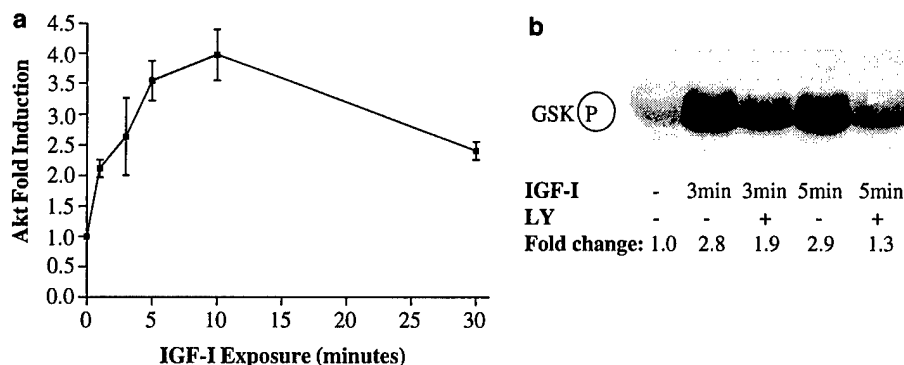 a
4.5
4.0
3.5
3.0
2.5
2.0
1.5
1.0
0.5
0.0
Akt Fold Induction
0 5 10 15 20 25 30
IGF-I Exposure (minutes)
b
GSK P
IGF-I - 3min 3min 5min 5min
LY - - + - +
Fold change: 1.0 2.8 1.9 2.9 1.3